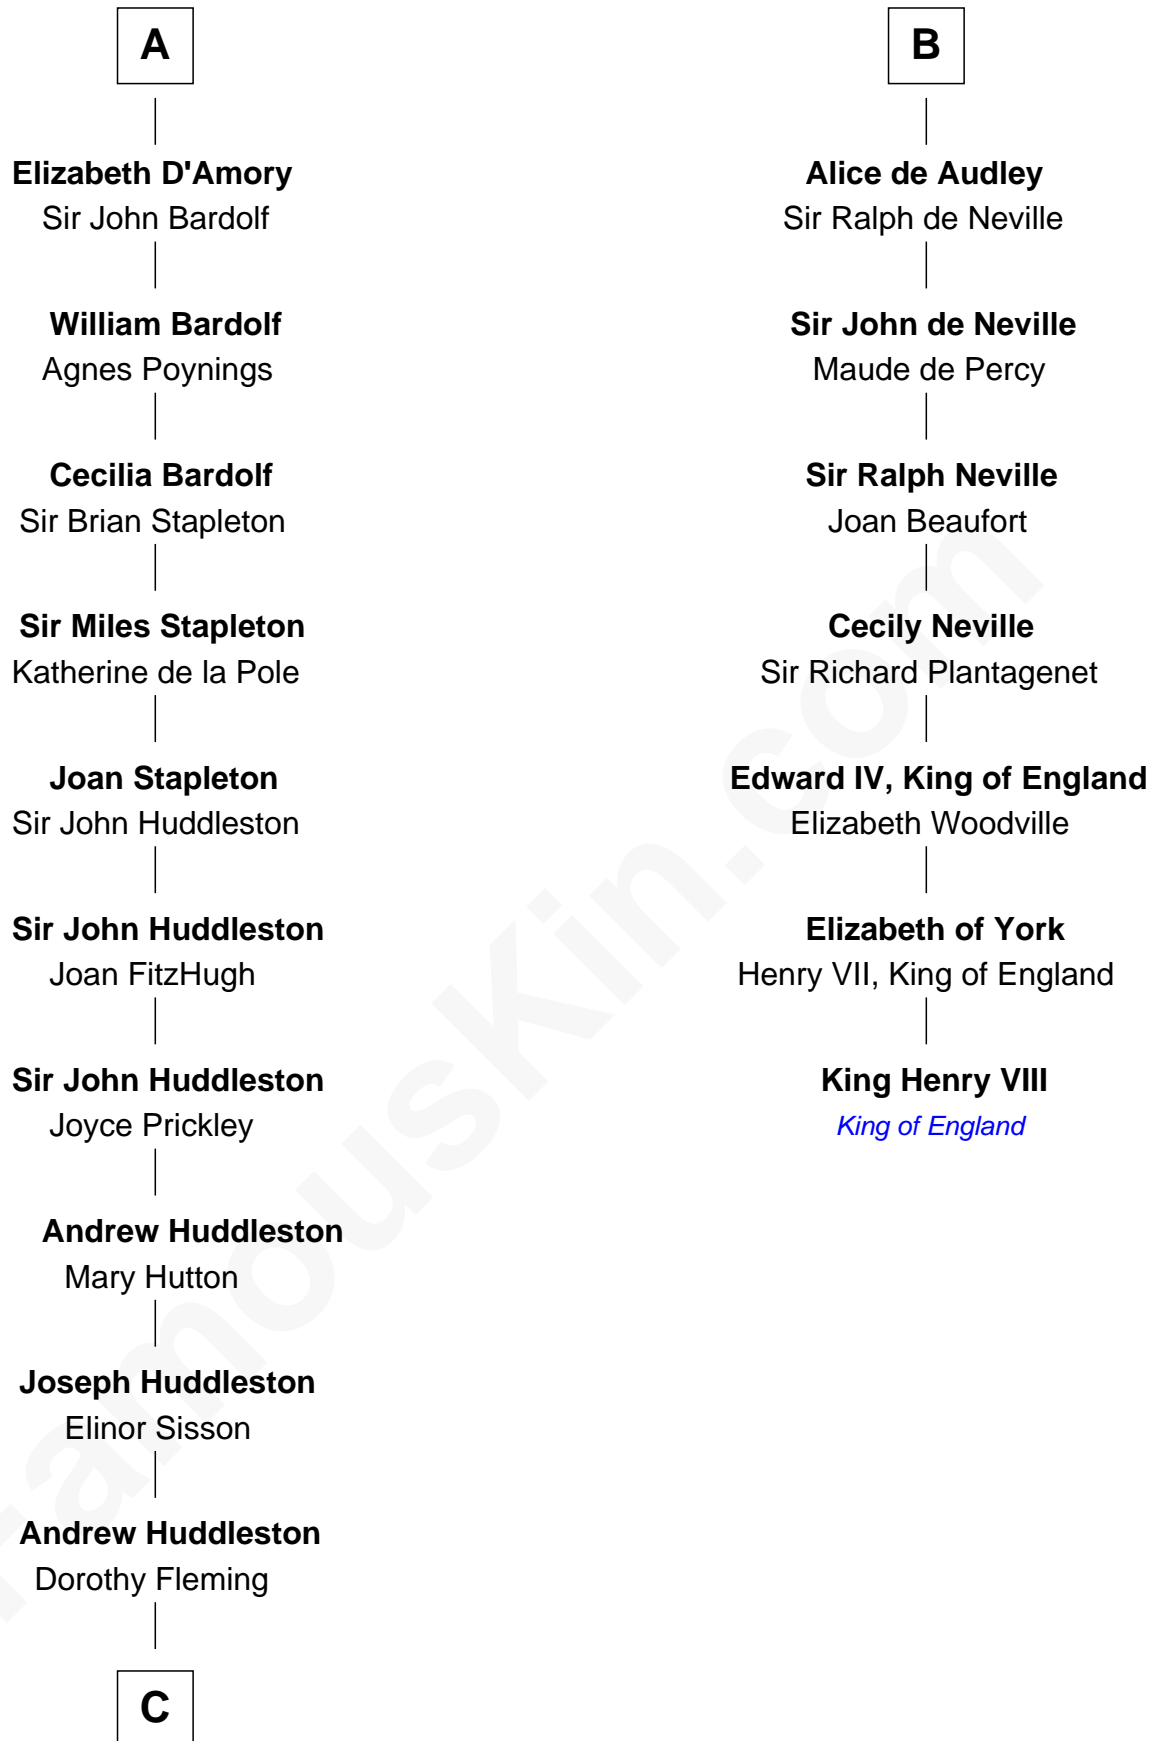 A
Elizabeth D'Amory
Sir John Bardolf
William Bardolf
Agnes Poynings
Cecilia Bardolf
Sir Brian Stapleton
Sir Miles Stapleton
Katherine de la Pole
Joan Stapleton
Sir John Huddleston
Sir John Huddleston
Joan FitzHugh
Sir John Huddleston
Joyce Prickley
Andrew Huddleston
Mary Hutton
Joseph Huddleston
Elinor Sisson
Andrew Huddleston
Dorothy Fleming
C
B
Alice de Audley
Sir Ralph de Neville
Sir John de Neville
Maude de Percy
Sir Ralph Neville
Joan Beaufort
Cecily Neville
Sir Richard Plantagenet
Edward IV, King of England
Elizabeth Woodville
Elizabeth of York
Henry VII, King of England
King Henry VIII
King of England
FamousKin.com